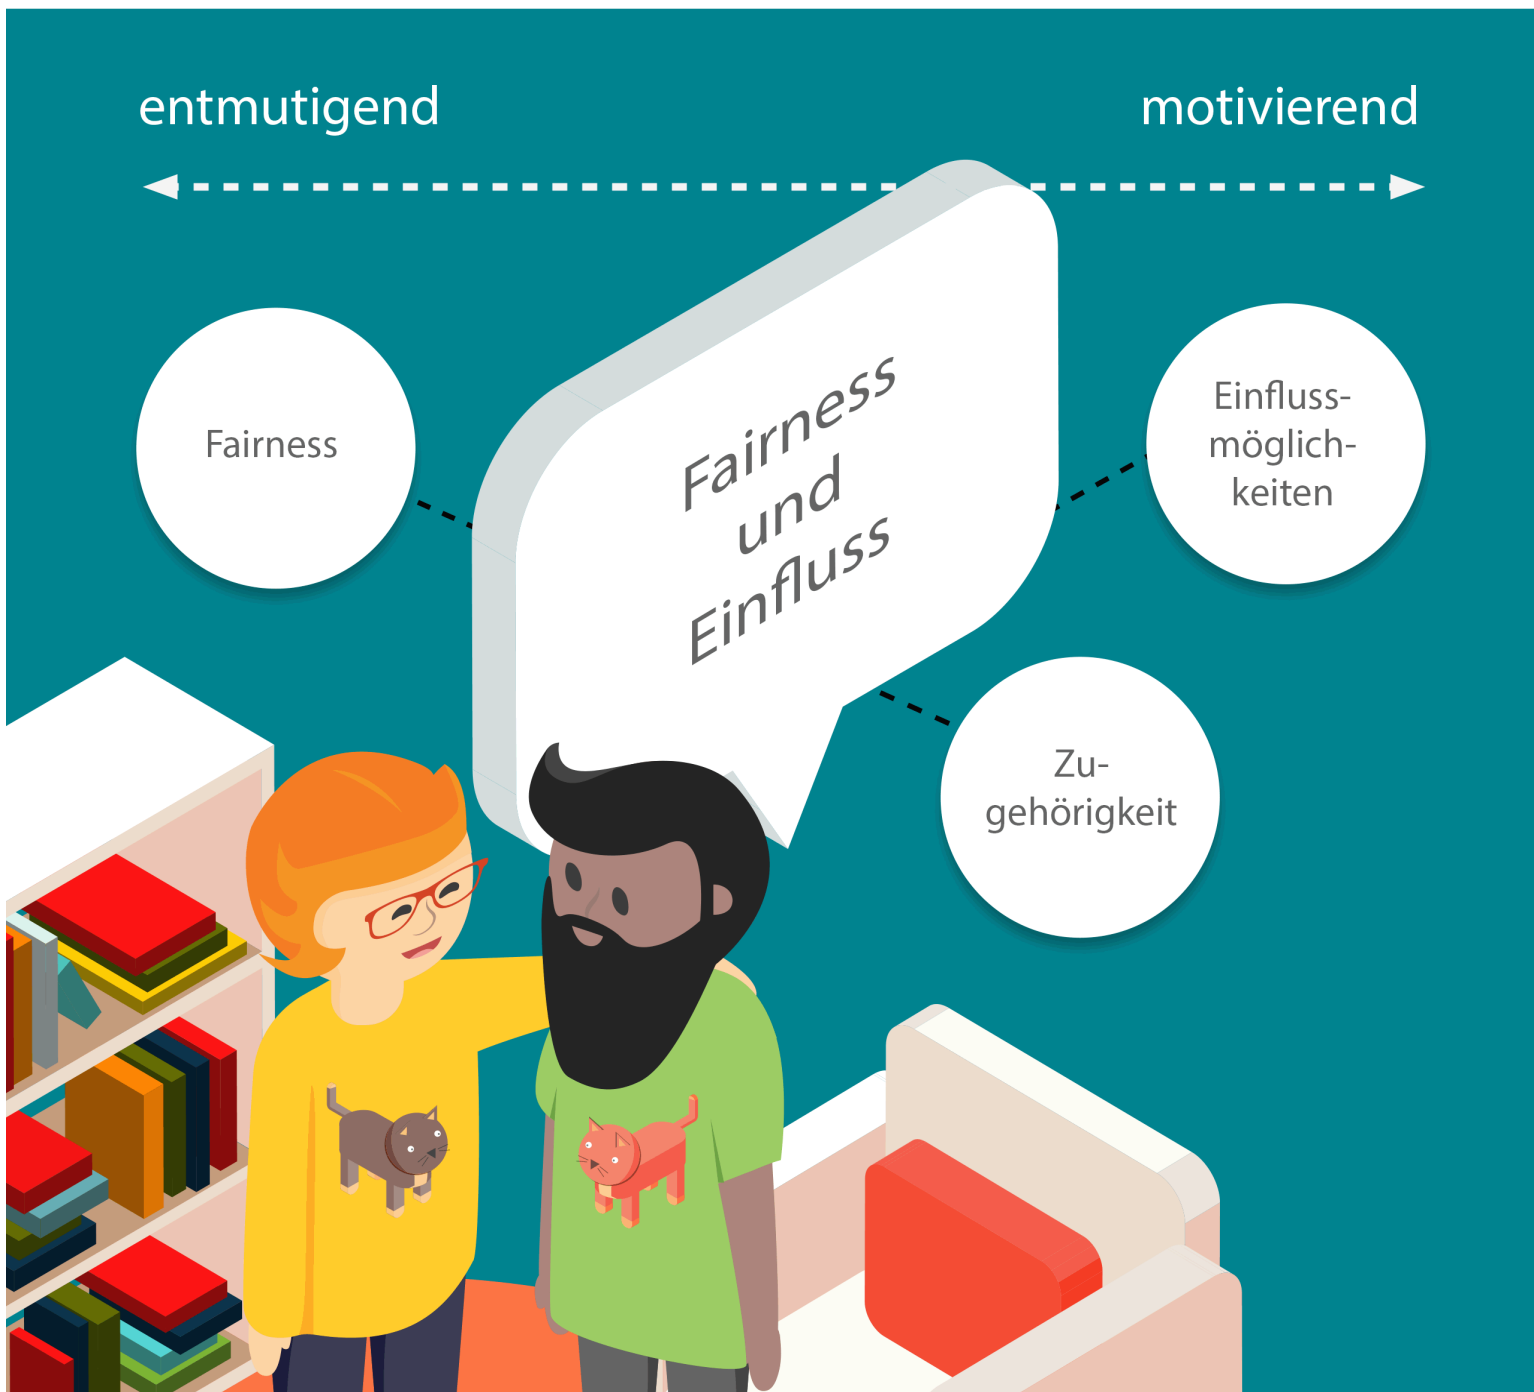 entmutigend
motivierend
Fairness
und
Einfluss
Fairness
Einfluss-
möglich-
keiten
Zu-
gehörigkeit